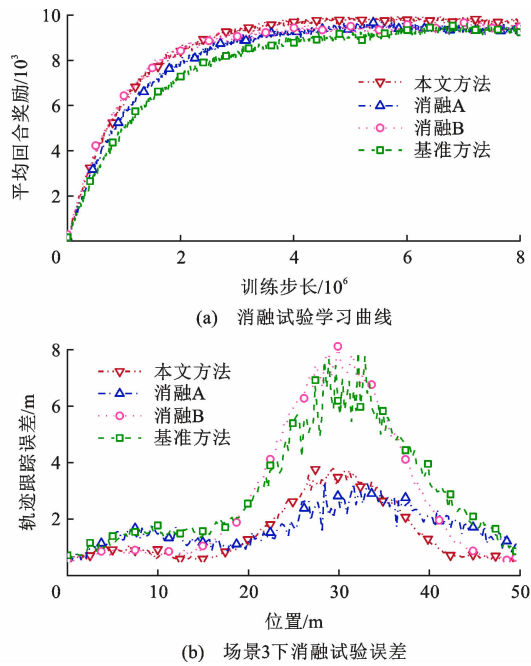 10
8
6
4
2
平均回合奖励/10³
本文方法
消融A
消融B
基准方法
0 2 4 6 8
训练步长/10⁶
(a) 消融试验学习曲线
8
6
4
2
轨迹跟踪误差/m
本文方法
消融A
消融B
基准方法
0 10 20 30 40 50
位置/m
(b) 场景3下消融试验误差